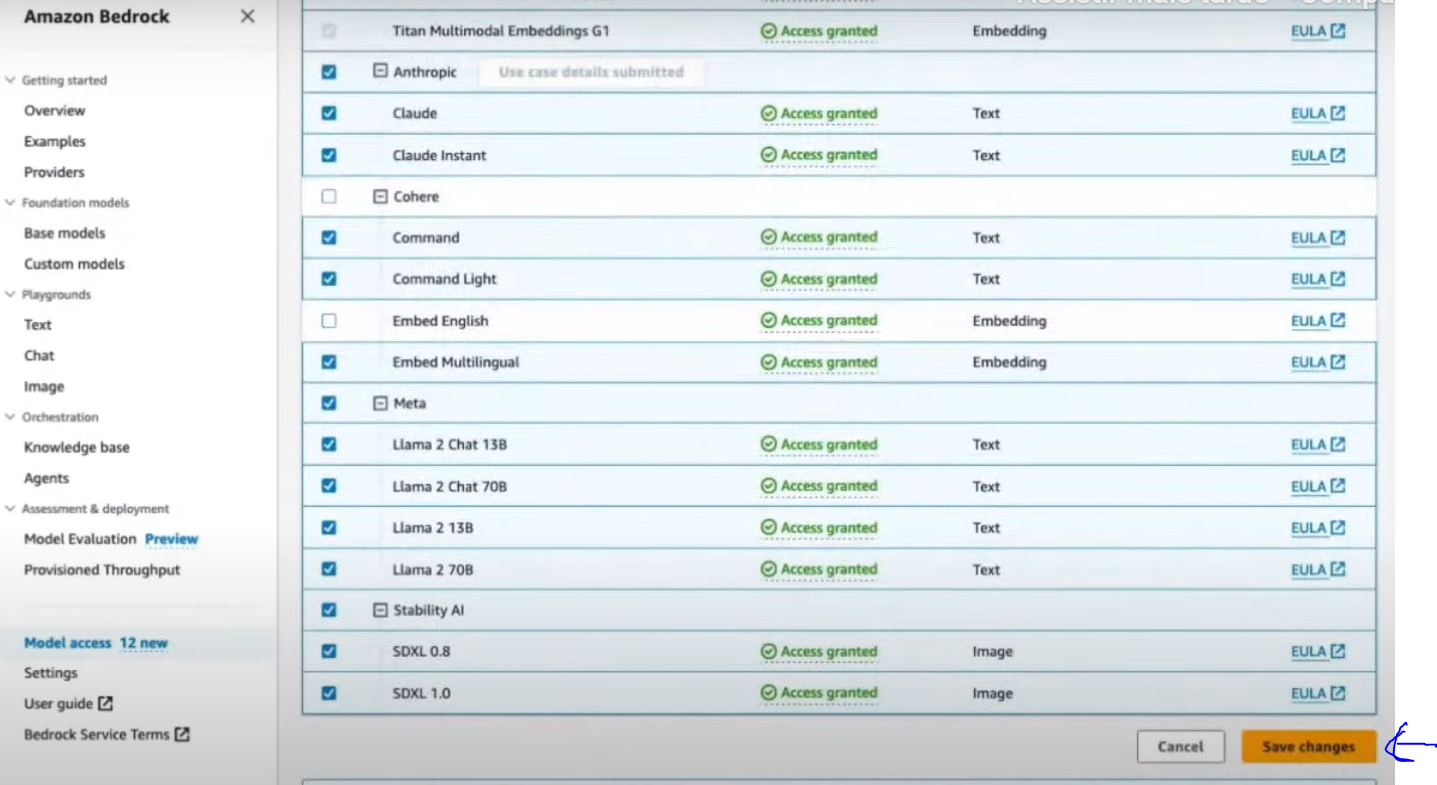 Amazon Bedrock
Getting started
Overview
Examples
Providers
Foundation models
Base models
Custom models
Playgrounds
Text
Chat
Image
Orchestration
Knowledge base
Agents
Assessment & deployment
Model Evaluation Preview
Provisioned Throughput
Model access 12 new
Settings
User guide
Bedrock Service Terms
Titan Multimodal Embeddings G1 Access granted Embedding EULA
Anthropic Use case details submitted
Claude Access granted Text EULA
Claude Instant Access granted Text EULA
Cohere
Command Access granted Text EULA
Command Light Access granted Text EULA
Embed English Access granted Embedding EULA
Embed Multilingual Access granted Embedding EULA
Meta
Llama 2 Chat 13B Access granted Text EULA
Llama 2 Chat 70B Access granted Text EULA
Llama 2 13B Access granted Text EULA
Llama 2 70B Access granted Text EULA
Stability AI
SDXL 0.8 Access granted Image EULA
SDXL 1.0 Access granted Image EULA
Cancel Save changes